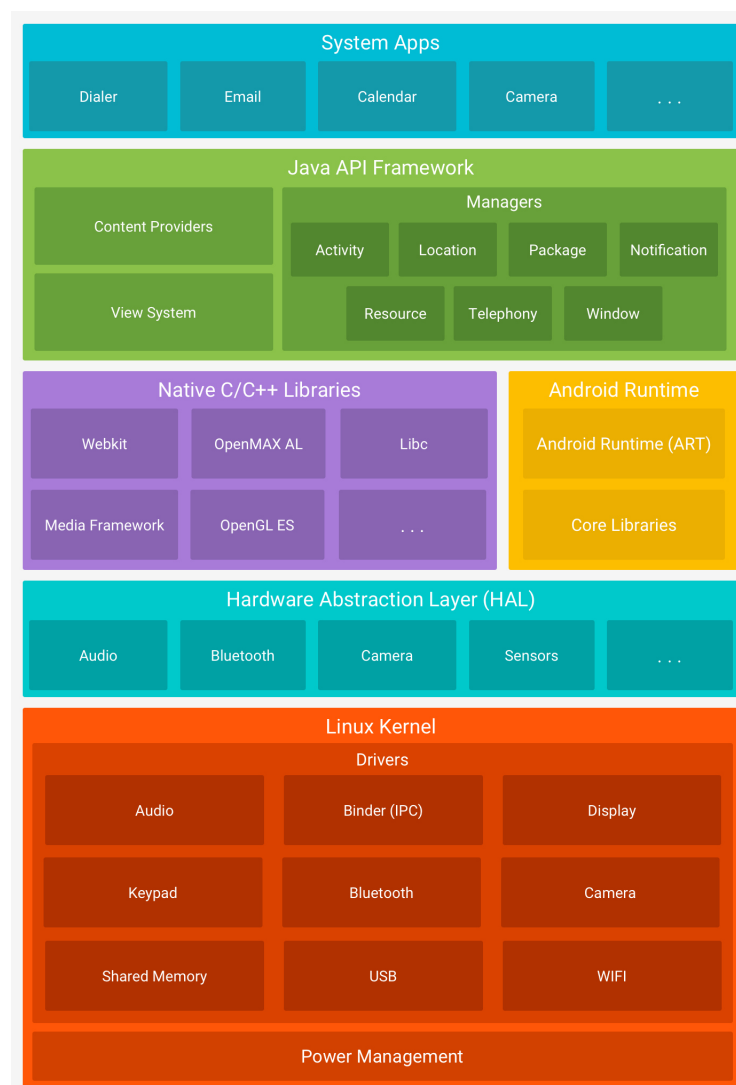 System Apps
Dialer
Email
Calendar
Camera
. . .
Java API Framework
Content Providers
View System
Managers
Activity
Location
Package
Notification
Resource
Telephony
Window
Native C/C++ Libraries
Webkit
OpenMAX AL
Libc
Media Framework
OpenGL ES
. . .
Android Runtime
Android Runtime (ART)
Core Libraries
Hardware Abstraction Layer (HAL)
Audio
Bluetooth
Camera
Sensors
. . .
Linux Kernel
Drivers
Audio
Binder (IPC)
Display
Keypad
Bluetooth
Camera
Shared Memory
USB
WIFI
Power Management